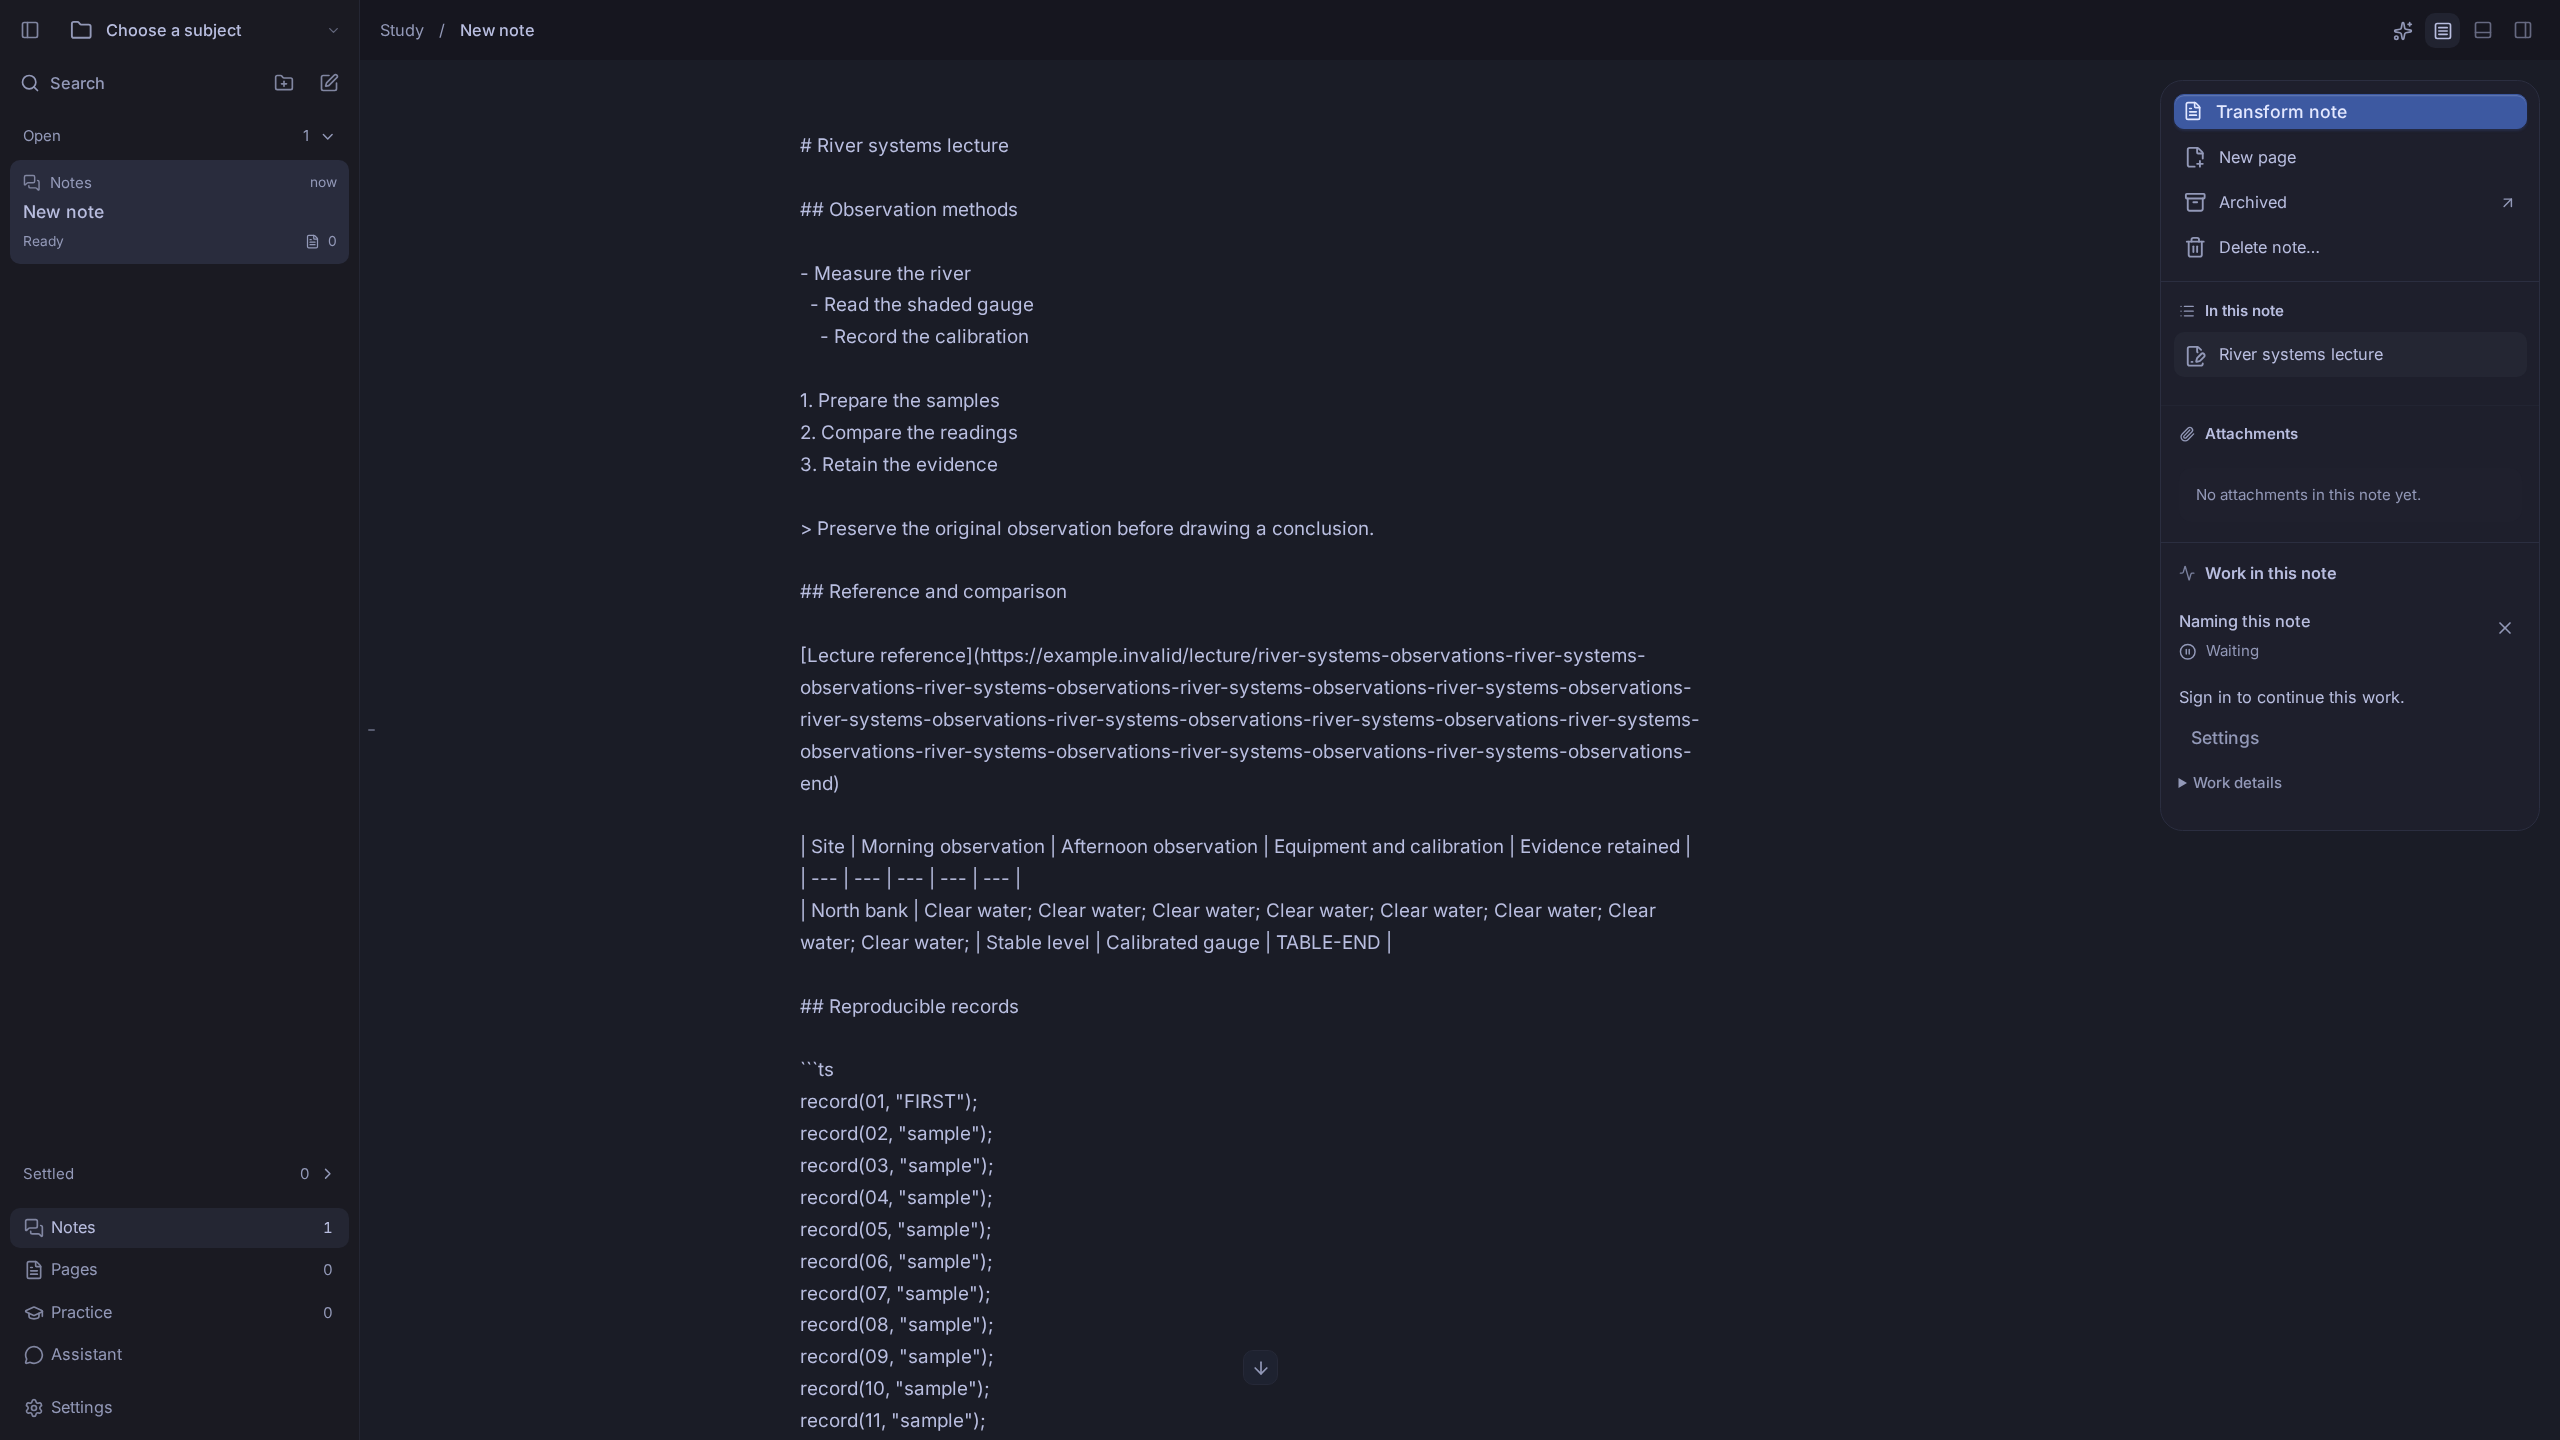 Choose a subject
Search
Open 1
Notes now
New note
Ready 0
Settled 0
Notes 1
Pages 0
Practice 0
Assistant
Settings
Study / New note
# River systems lecture
## Observation methods
- Measure the river
- Read the shaded gauge
- Record the calibration
1. Prepare the samples
2. Compare the readings
3. Retain the evidence
> Preserve the original observation before drawing a conclusion.
## Reference and comparison
[Lecture reference](https://example.invalid/lecture/river-systems-observations-river-systems-
observations-river-systems-observations-river-systems-observations-river-systems-observations-
river-systems-observations-river-systems-observations-river-systems-observations-river-systems-
observations-river-systems-observations-river-systems-observations-river-systems-observations-
end)
| Site | Morning observation | Afternoon observation | Equipment and calibration | Evidence retained |
| --- | --- | --- | --- | --- |
| North bank | Clear water; Clear water; Clear water; Clear water; Clear water; Clear water; Clear
water; Clear water; | Stable level | Calibrated gauge | TABLE-END |
## Reproducible records
```ts
record(01, "FIRST");
record(02, "sample");
record(03, "sample");
record(04, "sample");
record(05, "sample");
record(06, "sample");
record(07, "sample");
record(08, "sample");
record(09, "sample");
record(10, "sample");
record(11, "sample");
Transform note
New page
Archived
Delete note...
In this note
River systems lecture
Attachments
No attachments in this note yet.
Work in this note
Naming this note
Waiting
Sign in to continue this work.
Settings
Work details